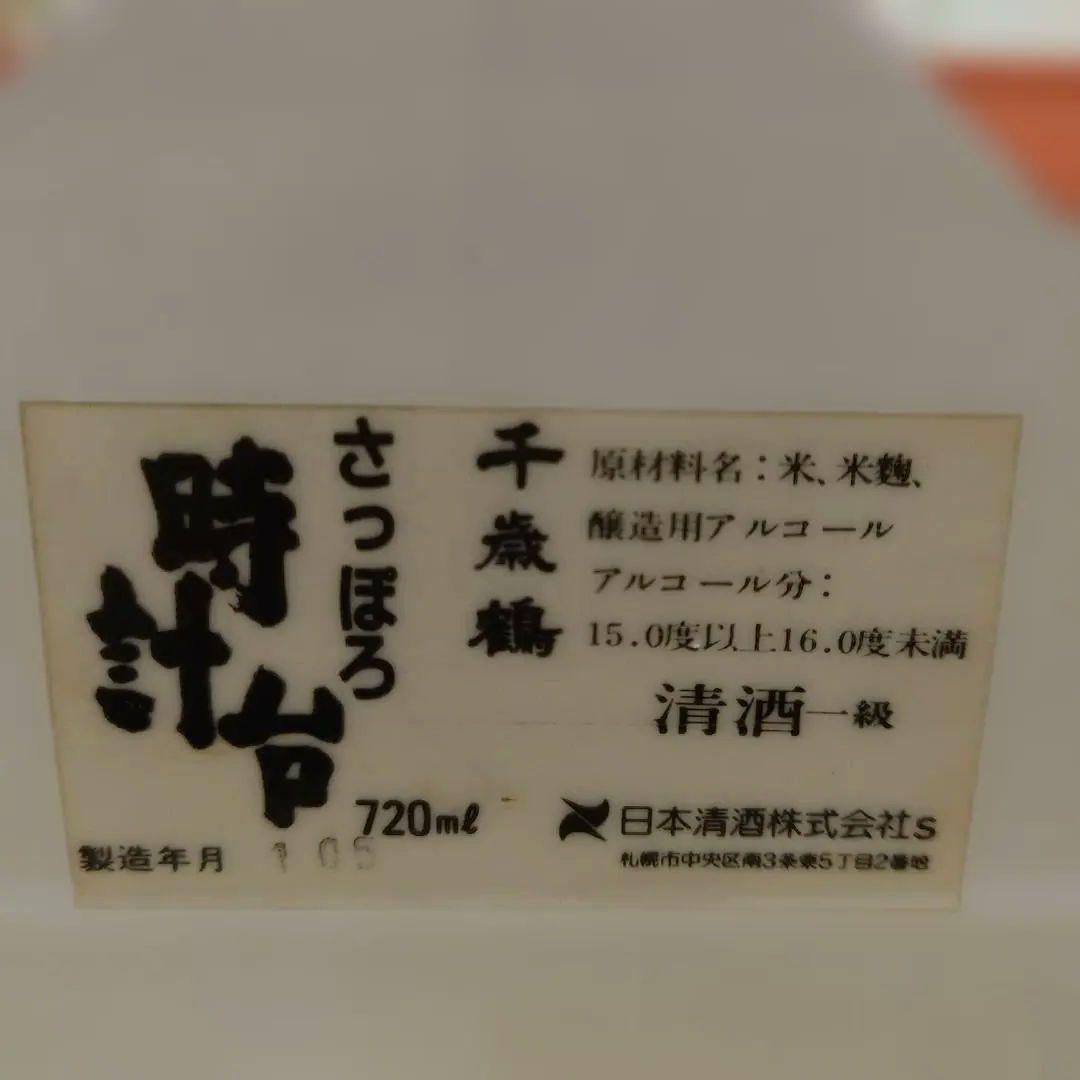 千歳鶴
さっぽろ
時計台
原材料名：米、米麹、
醸造用アルコール
アルコール分：
15.0度以上16.0度未満
清酒一級
720mℓ
日本清酒株式会社S
札幌市中央区南3条東5丁目2番地
製造年月 1 05